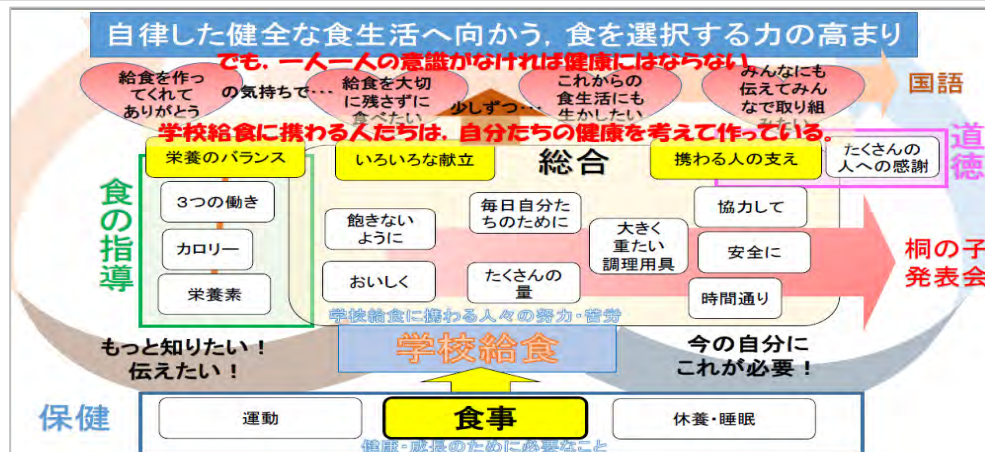 自律した健全な食生活へ向かう，食を選択する力の高まり
でも，一人一人の意識がなければ健康にはならない
給食を作っ
てくれて
ありがとう
の気持ちで…
給食を大切
に残さずに
食べたい
少しずつ…
これからの
食生活にも
生かしたい
みんなにも
伝えてみん
なで取り組
みたい
国語
学校給食に携わる人たちは，自分たちの健康を考えて作っている。
栄養のバランス
いろいろな献立
総合
携わる人の支え
たくさんの
人への感謝
道徳
食の指導
3つの働き
カロリー
栄養素
飽きない
ように
おいしく
毎日自分た
ちのために
たくさんの
量
大きく
重たい
調理用具
協力して
安全に
時間通り
桐の子
発表会
学校給食に携わる人々の努力・苦労
もっと知りたい！
伝えたい！
学校給食
今の自分に
これが必要！
保健
運動
食事
休養・睡眠
健康・成長のために必要なこと